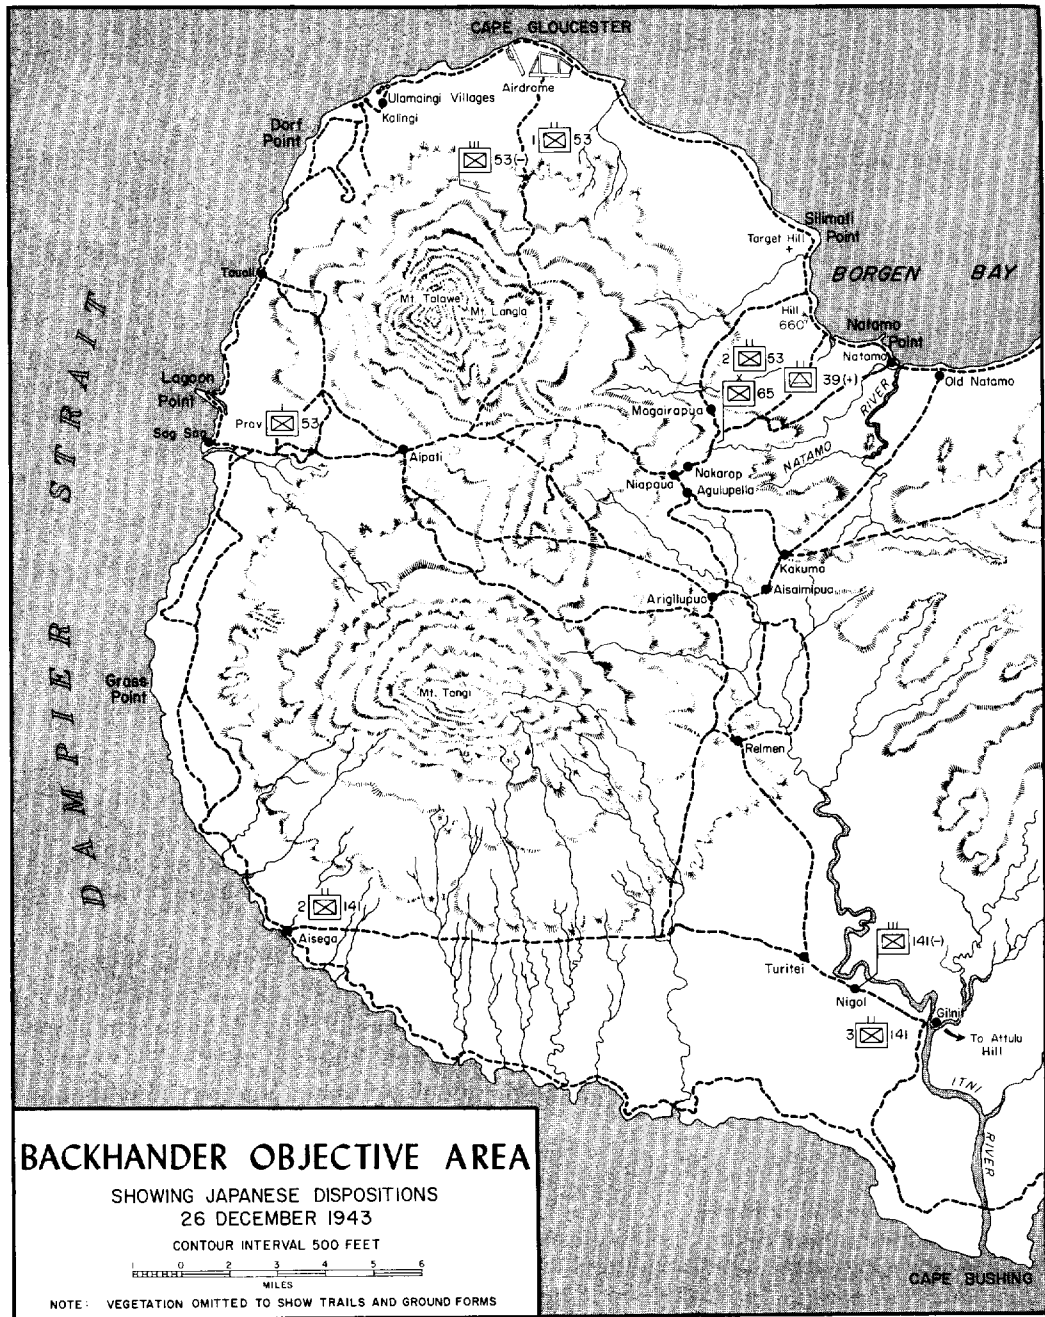 CAPE GLOUCESTER
Airdrome
Ulamaingi Villages
Kalingi
Dorf
Point
1 53
53(-)
Silimati
Point
Target Hill
BORGEN BAY
Tauali
Mt. Talawe
Mt. Langla
Hill
660'
Natamo
Point
Natamo
2 53
39(+)
65
Old Natamo
RIVER
NATAMO
Lagoon
Point
Magairapua
Prov 53
Sag Sag
Aipati
Nakarop
Niapaua
Agulupella
DAMPIER STRAIT
Kakumo
Aisalmipua
Arigilupua
Grass
Point
Mt. Tangi
Relmen
2 141
Aisega
141(-)
Turitei
Nigol
3 141
Gilnit
To Attulu
Hill
ITNI
RIVER
CAPE BUSHING
BACKHANDER OBJECTIVE AREA
SHOWING JAPANESE DISPOSITIONS
26 DECEMBER 1943
CONTOUR INTERVAL 500 FEET
1 0 2 3 4 5 6
MILES
NOTE: VEGETATION OMITTED TO SHOW TRAILS AND GROUND FORMS